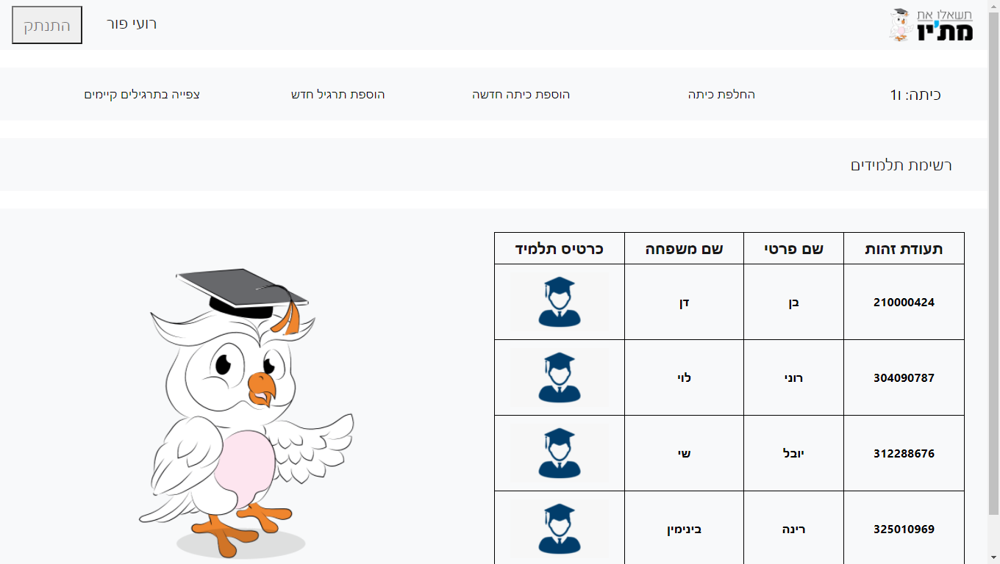 תשאלו את
מת'יו
רועי פור
התנתק
כיתה: ו1
החלפת כיתה
הוספת כיתה חדשה
הוספת תרגיל חדש
צפייה בתרגילים קיימים
רשימת תלמידים
תעודת זהות שם פרטי שם משפחה כרטיס תלמיד
210000424 בן דן
304090787 רוני לוי
312288676 יובל שי
325010969 רינה בינימין